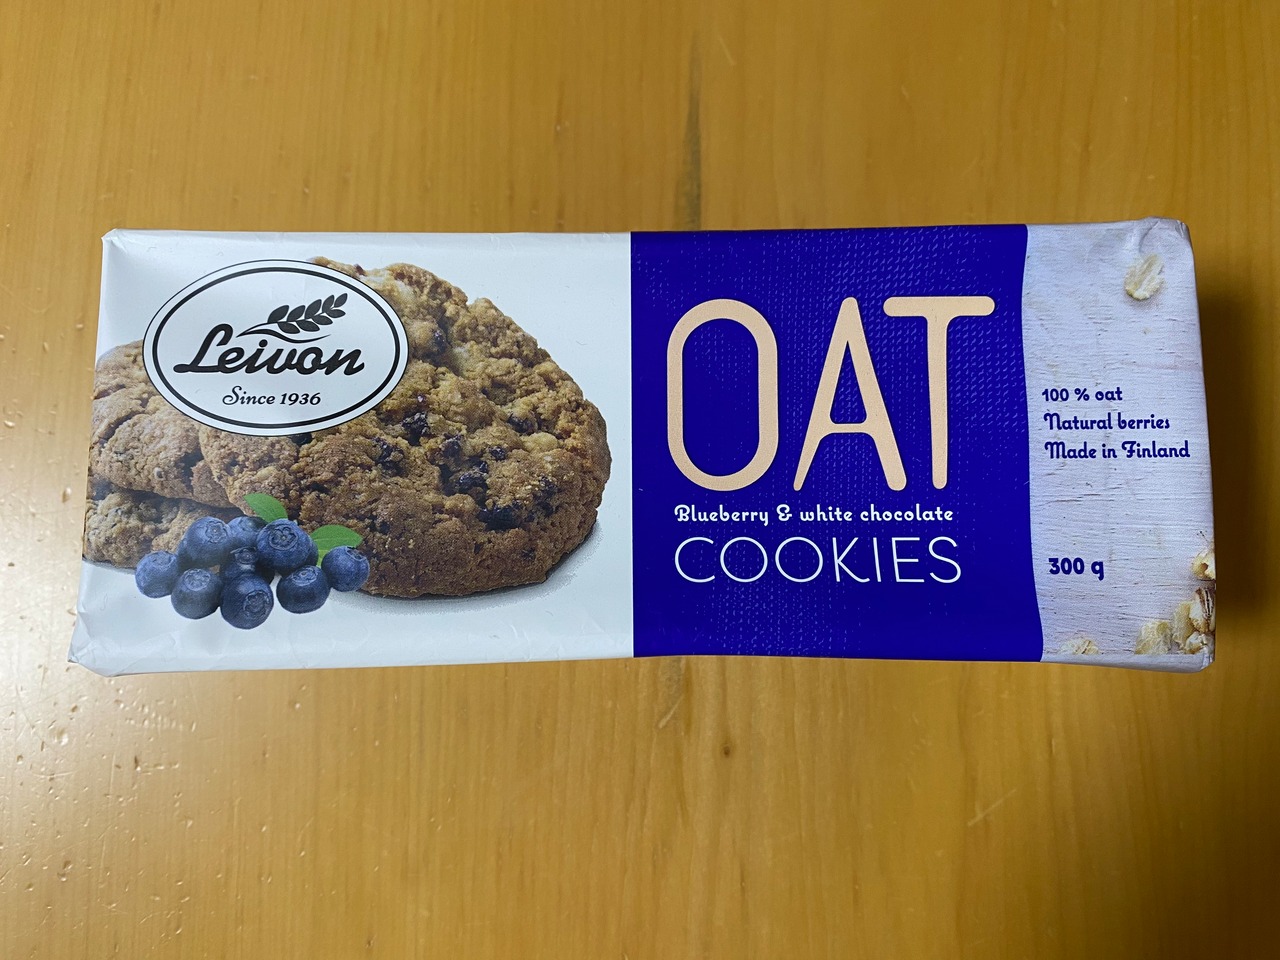 Leivon
Since 1936
OAT
Blueberry & white chocolate
COOKIES
100 % oat
Natural berries
Made in Finland
300 g